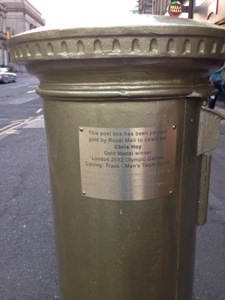 This post box has been painted
gold by Royal Mail to celebrate
Chris Hoy
Gold Medal winner
London 2012 Olympic Games
Cycling: Track - Men's Team